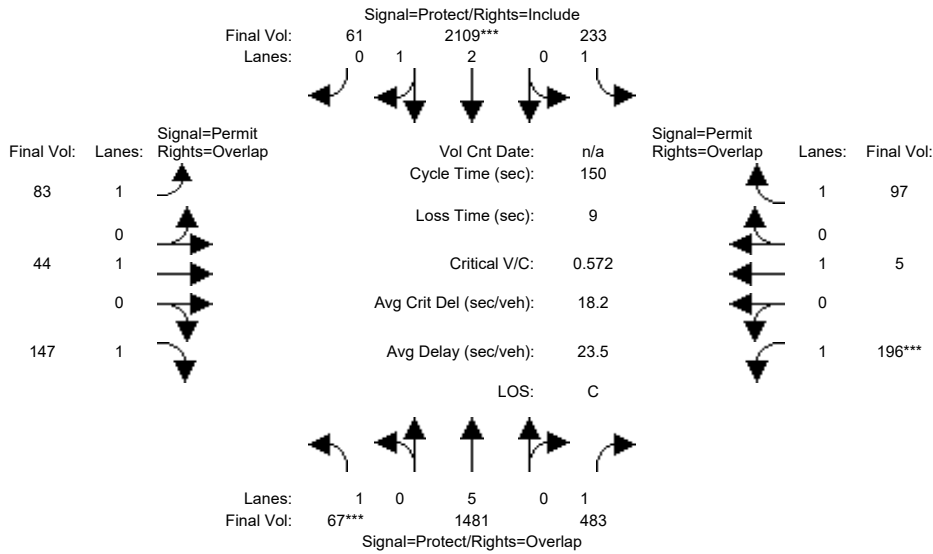 Signal=Protect/Rights=Include
Final Vol: 61 2109*** 233
Lanes: 0 1 2 0 1
Signal=Permit Signal=Permit
Final Vol: Lanes: Rights=Overlap Vol Cnt Date: n/a Rights=Overlap Lanes: Final Vol:
Cycle Time (sec): 150
83 1 1 97
Loss Time (sec): 9
0 0
44 1 Critical V/C: 0.572 1 5
0 Avg Crit Del (sec/veh): 18.2 0
147 1 Avg Delay (sec/veh): 23.5 1 196***
LOS: C
Lanes: 1 0 5 0 1
Final Vol: 67*** 1481 483
Signal=Protect/Rights=Overlap